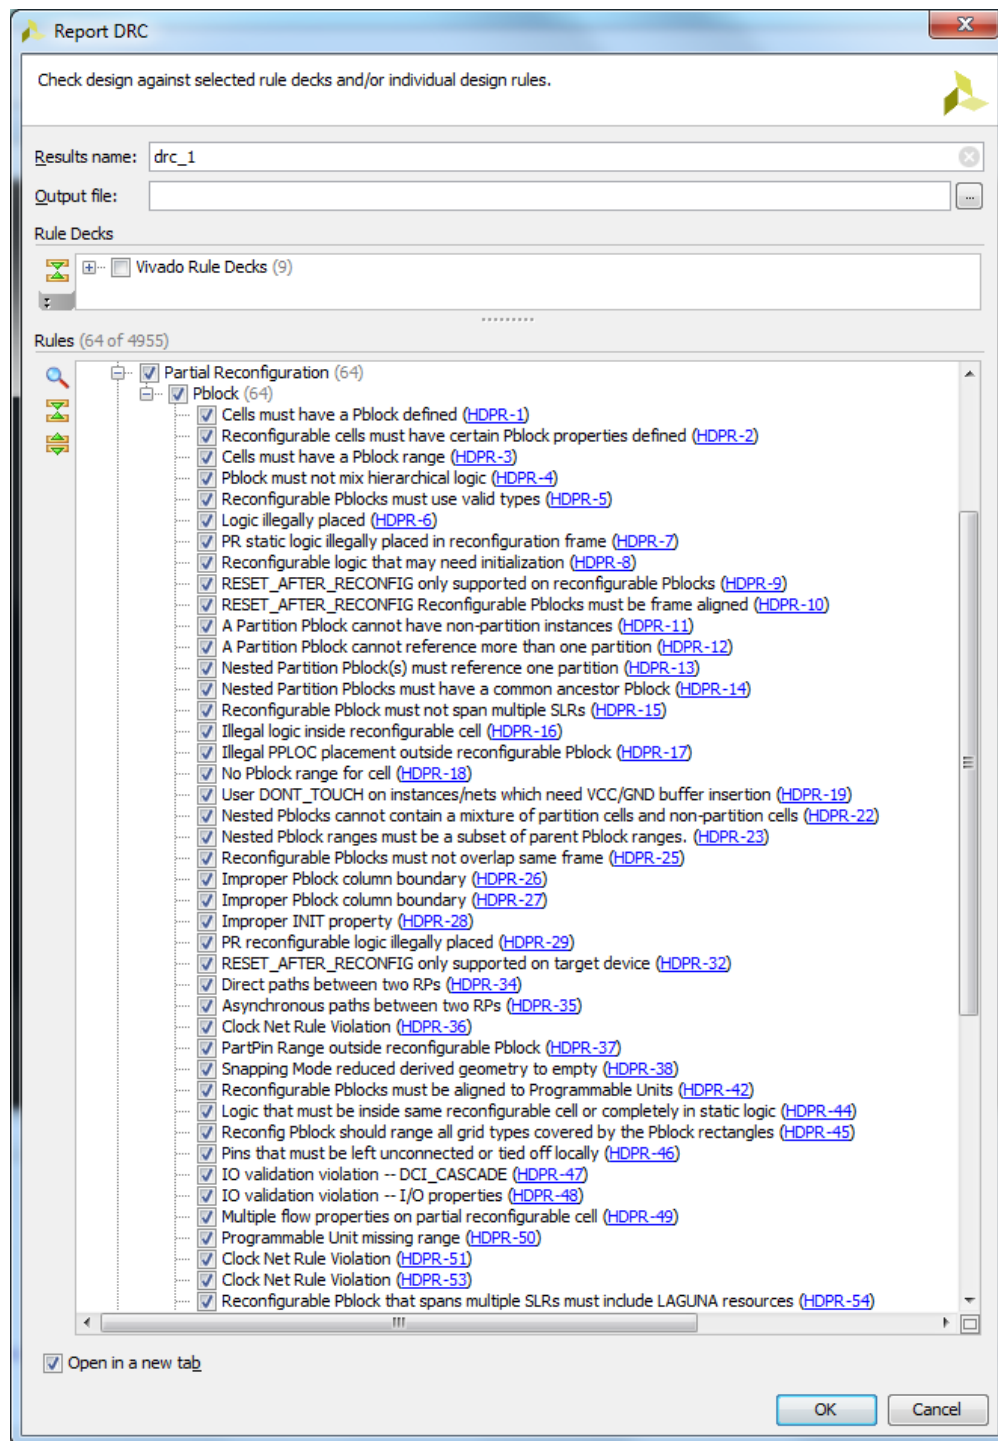 Report DRC
Check design against selected rule decks and/or individual design rules.
Results name: drc_1
Output file:
...
Rule Decks
Vivado Rule Decks (9)
Rules (64 of 4955)
Partial Reconfiguration (64)
Pblock (64)
Cells must have a Pblock defined (HDPR-1)
Reconfigurable cells must have certain Pblock properties defined (HDPR-2)
Cells must have a Pblock range (HDPR-3)
Pblock must not mix hierarchical logic (HDPR-4)
Reconfigurable Pblocks must use valid types (HDPR-5)
Logic illegally placed (HDPR-6)
PR static logic illegally placed in reconfiguration frame (HDPR-7)
Reconfigurable logic that may need initialization (HDPR-8)
RESET_AFTER_RECONFIG only supported on reconfigurable Pblocks (HDPR-9)
RESET_AFTER_RECONFIG Reconfigurable Pblocks must be frame aligned (HDPR-10)
A Partition Pblock cannot have non-partition instances (HDPR-11)
A Partition Pblock cannot reference more than one partition (HDPR-12)
Nested Partition Pblock(s) must reference one partition (HDPR-13)
Nested Partition Pblocks must have a common ancestor Pblock (HDPR-14)
Reconfigurable Pblock must not span multiple SLRs (HDPR-15)
Illegal logic inside reconfigurable cell (HDPR-16)
Illegal PPLOC placement outside reconfigurable Pblock (HDPR-17)
No Pblock range for cell (HDPR-18)
User DONT_TOUCH on instances/nets which need VCC/GND buffer insertion (HDPR-19)
Nested Pblocks cannot contain a mixture of partition cells and non-partition cells (HDPR-22)
Nested Pblock ranges must be a subset of parent Pblock ranges. (HDPR-23)
Reconfigurable Pblocks must not overlap same frame (HDPR-25)
Improper Pblock column boundary (HDPR-26)
Improper Pblock column boundary (HDPR-27)
Improper INIT property (HDPR-28)
PR reconfigurable logic illegally placed (HDPR-29)
RESET_AFTER_RECONFIG only supported on target device (HDPR-32)
Direct paths between two RPs (HDPR-34)
Asynchronous paths between two RPs (HDPR-35)
Clock Net Rule Violation (HDPR-36)
PartPin Range outside reconfigurable Pblock (HDPR-37)
Snapping Mode reduced derived geometry to empty (HDPR-38)
Reconfigurable Pblocks must be aligned to Programmable Units (HDPR-42)
Logic that must be inside same reconfigurable cell or completely in static logic (HDPR-44)
Reconfig Pblock should range all grid types covered by the Pblock rectangles (HDPR-45)
Pins that must be left unconnected or tied off locally (HDPR-46)
IO validation violation -- DCI_CASCADE (HDPR-47)
IO validation violation -- I/O properties (HDPR-48)
Multiple flow properties on partial reconfigurable cell (HDPR-49)
Programmable Unit missing range (HDPR-50)
Clock Net Rule Violation (HDPR-51)
Clock Net Rule Violation (HDPR-53)
Reconfigurable Pblock that spans multiple SLRs must include LAGUNA resources (HDPR-54)
Open in a new tab
OK Cancel